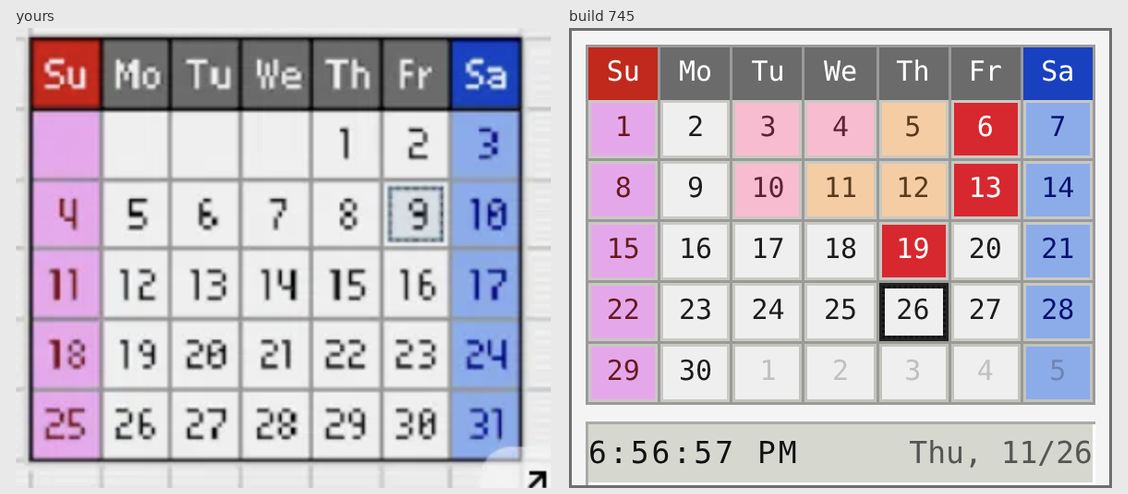 yours
Su Mo Tu We Th Fr Sa
1 2 3
4 5 6 7 8 9 10
11 12 13 14 15 16 17
18 19 20 21 22 23 24
25 26 27 28 29 30 31
build 745
Su Mo Tu We Th Fr Sa
1 2 3 4 5 6 7
8 9 10 11 12 13 14
15 16 17 18 19 20 21
22 23 24 25 26 27 28
29 30 1 2 3 4 5
6:56:57 PM Thu, 11/26